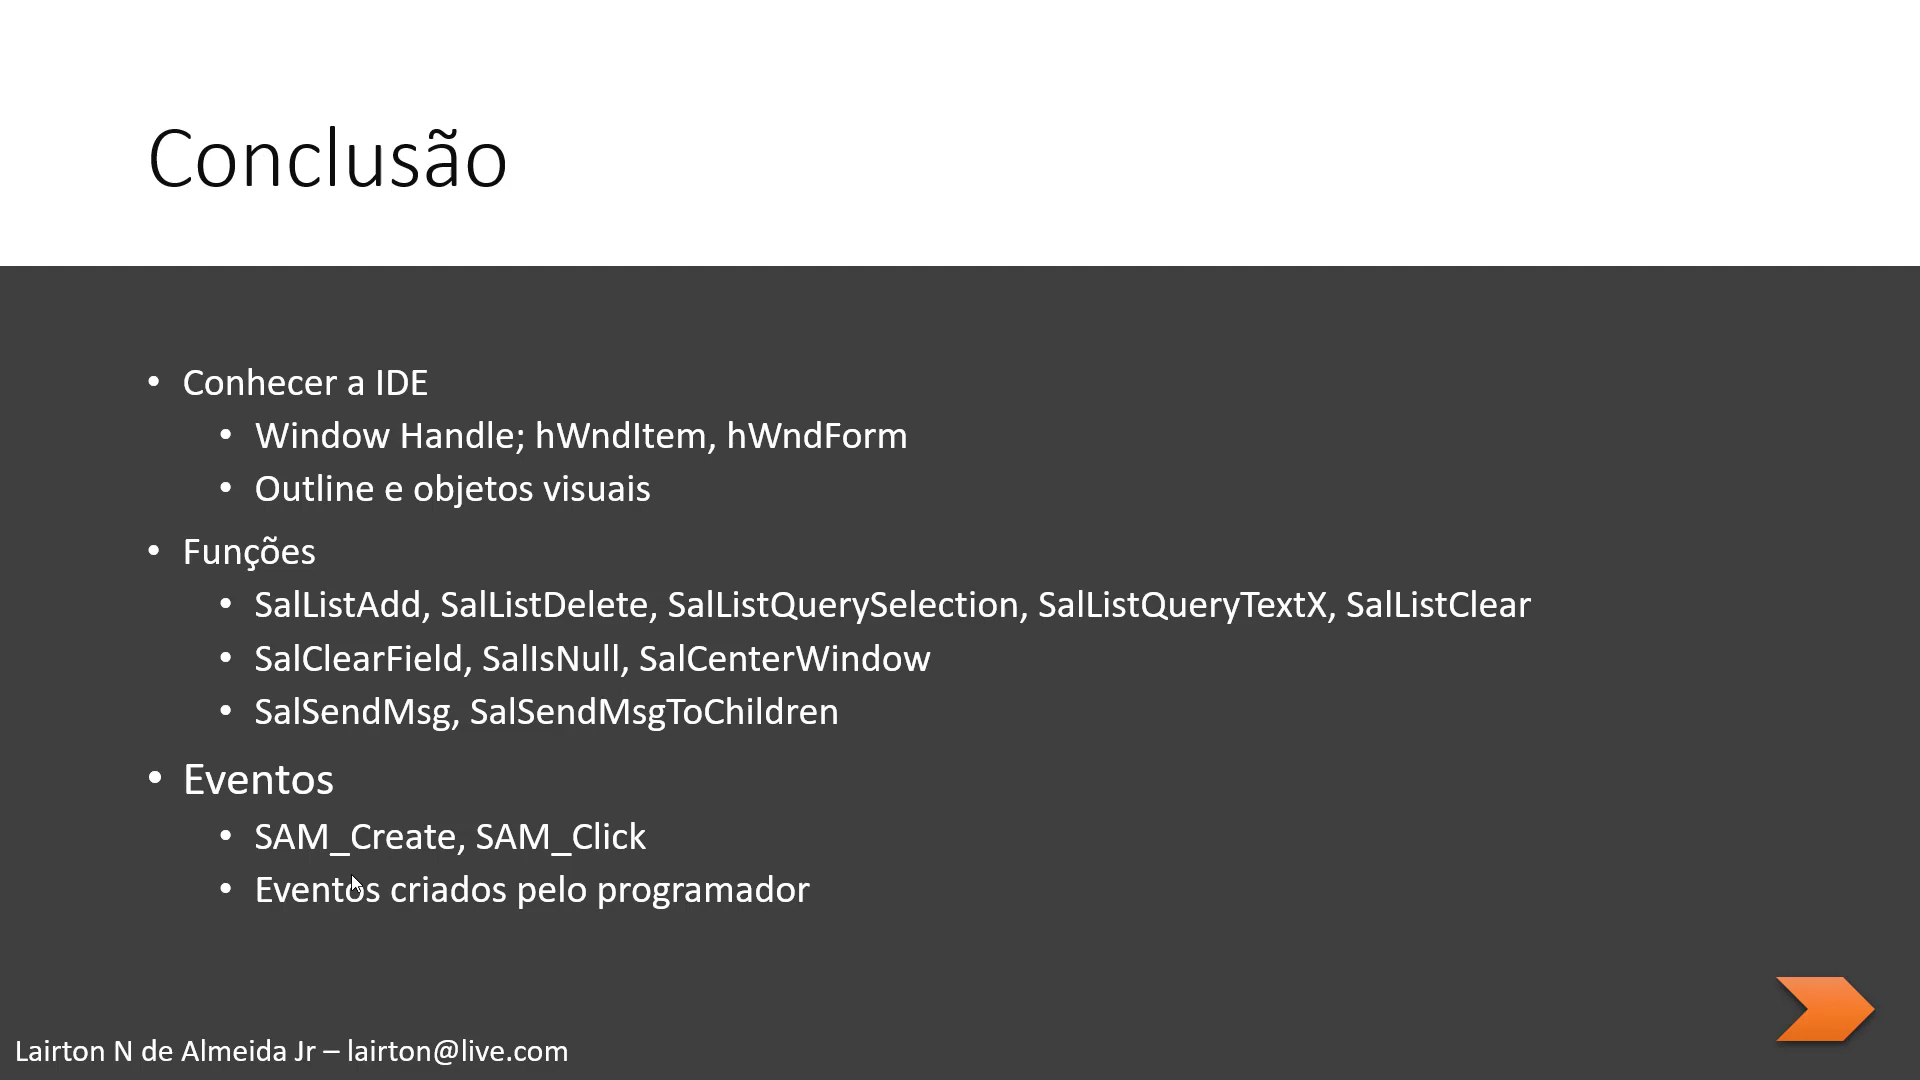 Conclusão
• Conhecer a IDE
• Window Handle; hWndItem, hWndForm
• Outline e objetos visuais
• Funções
• SalListAdd, SalListDelete, SalListQuerySelection, SalListQueryTextX, SalListClear
• SalClearField, SalIsNull, SalCenterWindow
• SalSendMsg, SalSendMsgToChildren
• Eventos
• SAM_Create, SAM_Click
• Eventos criados pelo programador
Lairton N de Almeida Jr – lairton@live.com